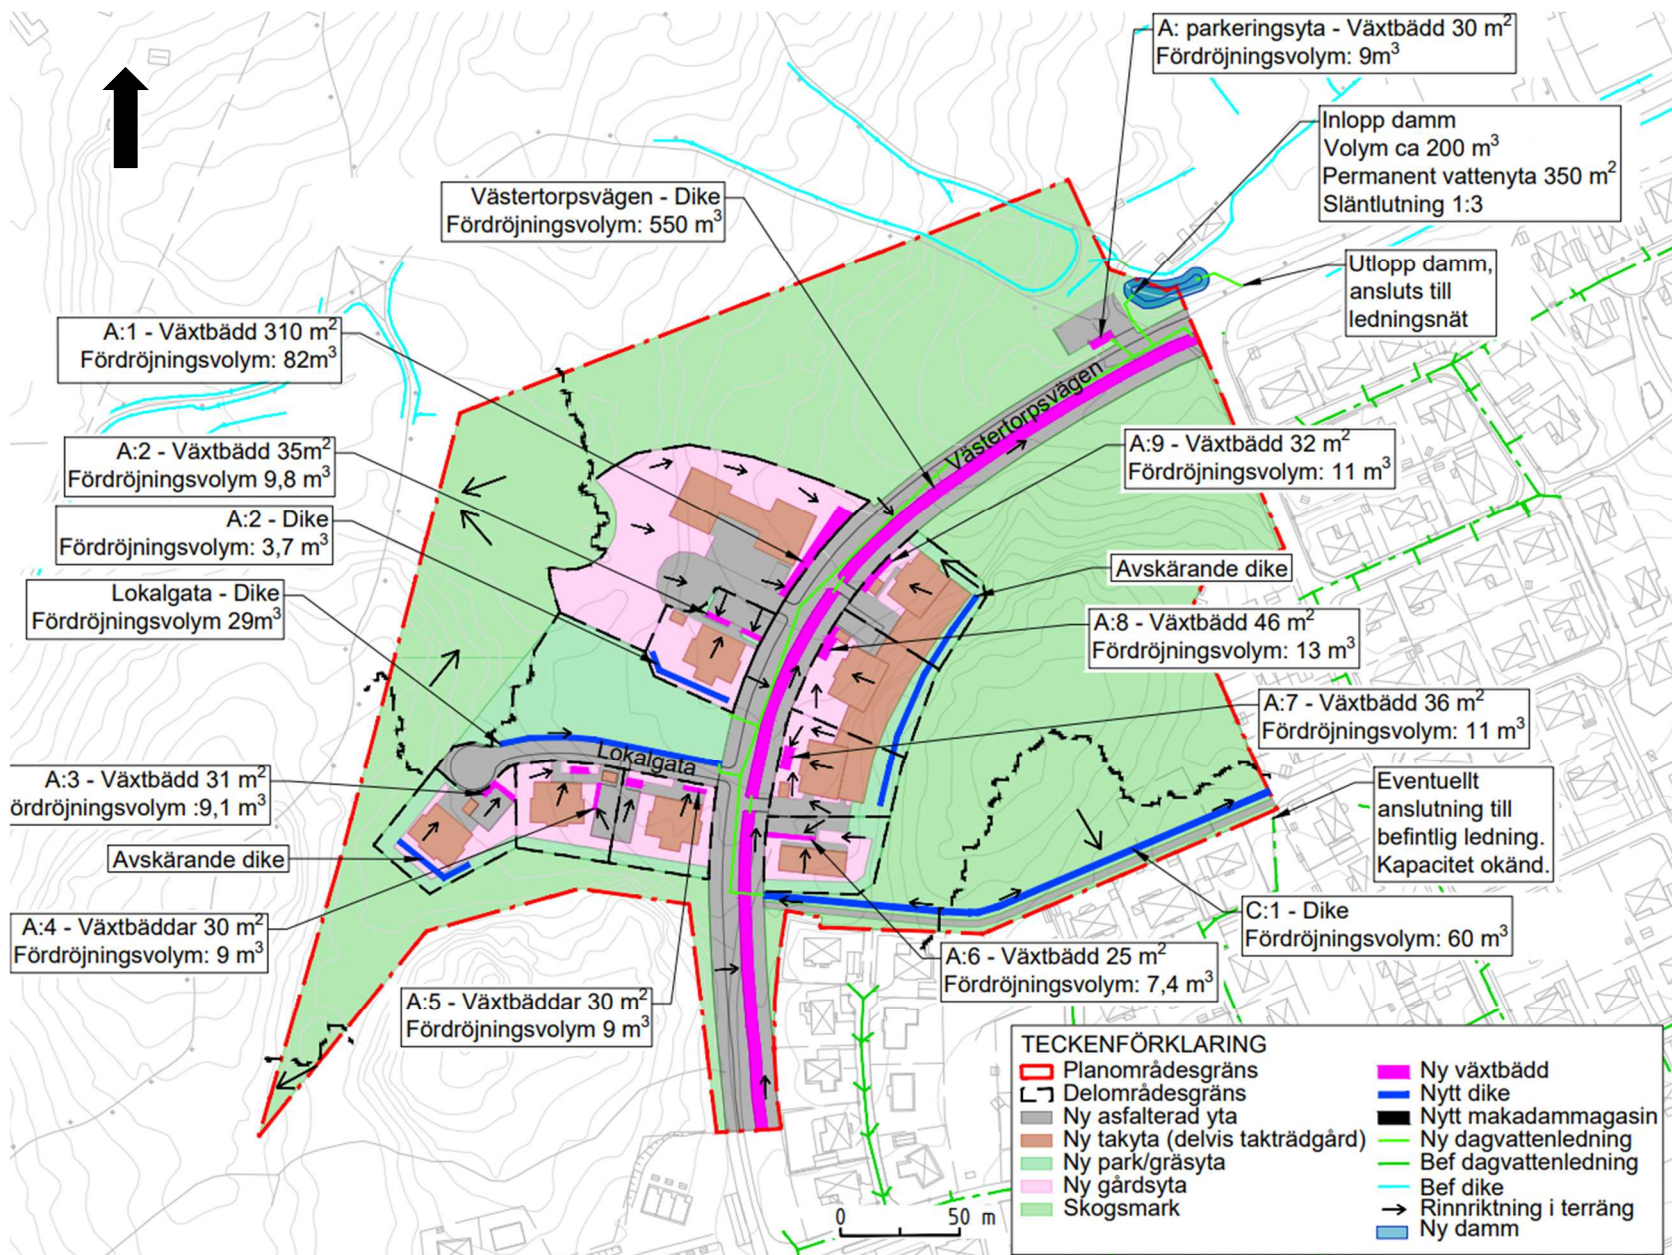 A: parkeringsyta - Växtbädd 30 m²
Fördröjningsvolym: 9m³
Inlopp damm
Volym ca 200 m³
Permanent vattenyta 350 m²
Släntlutning 1:3
Västertorpsvägen - Dike
Fördröjningsvolym: 550 m³
Utlopp damm,
ansluts till
ledningsnät
A:1 - Växtbädd 310 m²
Fördröjningsvolym: 82m³
Västertorpsvägen
A:9 - Växtbädd 32 m²
Fördröjningsvolym: 11 m³
A:2 - Växtbädd 35m²
Fördröjningsvolym 9,8 m³
A:2 - Dike
Fördröjningsvolym: 3,7 m³
Avskärande dike
Lokalgata - Dike
Fördröjningsvolym 29m³
A:8 - Växtbädd 46 m²
Fördröjningsvolym: 13 m³
A:7 - Växtbädd 36 m²
Fördröjningsvolym: 11 m³
Lokalgata
A:3 - Växtbädd 31 m²
ördröjningsvolym :9,1 m³
Eventuellt
anslutning till
befintlig ledning.
Kapacitet okänd.
Avskärande dike
C:1 - Dike
Fördröjningsvolym: 60 m³
A:4 - Växtbäddar 30 m²
Fördröjningsvolym: 9 m³
A:6 - Växtbädd 25 m²
Fördröjningsvolym: 7,4 m³
A:5 - Växtbäddar 30 m²
Fördröjningsvolym 9 m³
TECKENFÖRKLARING
Planområdesgräns
Delområdesgräns
Ny asfalterad yta
Ny takyta (delvis takträdgård)
Ny park/gräsyta
Ny gårdsyta
Skogsmark
Ny växtbädd
Nytt dike
Nytt makadammagasin
Ny dagvattenledning
Bef dagvattenledning
Bef dike
Rinnriktning i terräng
Ny damm
0 50 m